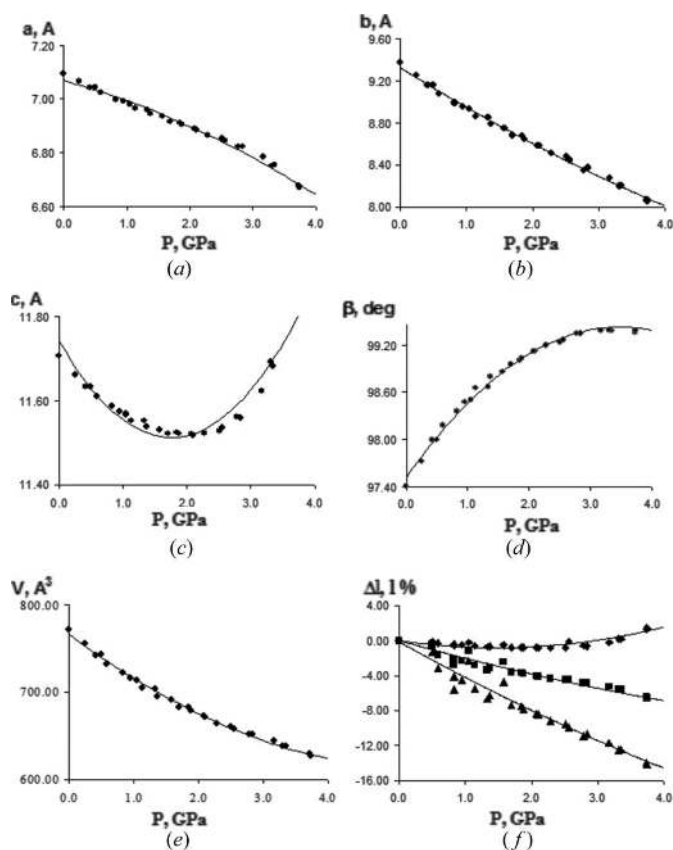 a, A
7.20
7.00
6.80
6.60
0.0 1.0 2.0 3.0 4.0
P, GPa
(a)
b, A
9.60
9.20
8.80
8.40
8.00
0.0 1.0 2.0 3.0 4.0
P, GPa
(b)
c, A
11.80
11.60
11.40
0.0 1.0 2.0 3.0 4.0
P, GPa
(c)
β, deg
99.20
98.60
98.00
97.40
0.0 1.0 2.0 3.0 4.0
P, GPa
(d)
V, A³
800.00
700.00
600.00
0.0 1.0 2.0 3.0 4.0
P, GPa
(e)
Δl, 1%
4.00
0.00
-4.00
-8.00
-12.00
-16.00
0.0 1.0 2.0 3.0 4.0
P, GPa
(f)